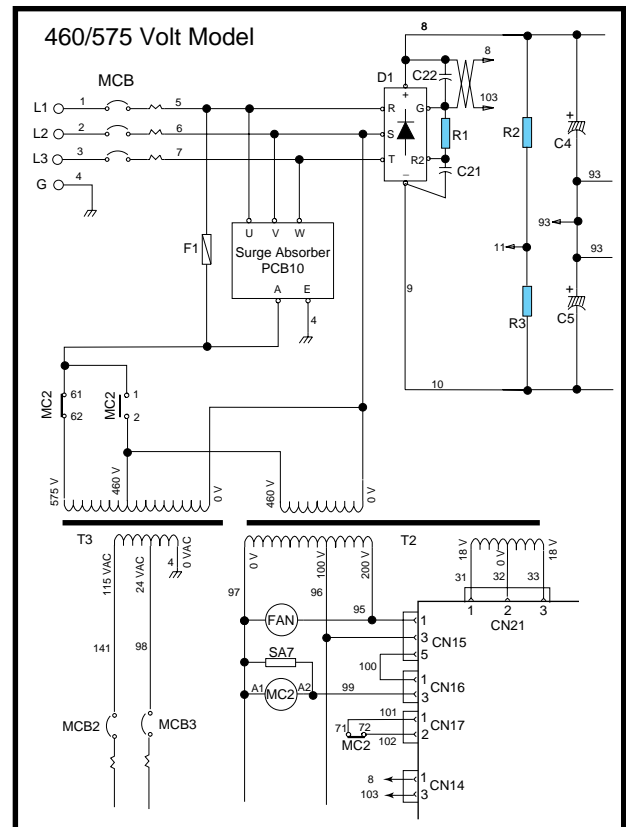 460/575 Volt Model
8
MCB
D1
C22
8
L1 1 5
+
R G
103
L2 2 6
S
R1
R2
C4
L3 3 7
T R2
C21
G 4
93
+
–
U V W
F1
Surge Absorber
PCB10
A E
4
93
11
93
9
R3
+
C5
10
MC2 61 62
MC2 1 2
575 V
460 V
0 V
460 V
0 V
T3
T2
115 VAC
24 VAC
4
0 VAC
0 V
100 V
200 V
18 V
0 V
18 V
97
96
95
31 32 33
1 2 3
CN21
FAN
1
3 CN15
5
141
98
SA7
100
A1 MC2 A2
99
1
CN16
3
MCB2
MCB3
101
71 72
MC2
102
1
CN17
2
8
103
1
CN14
3